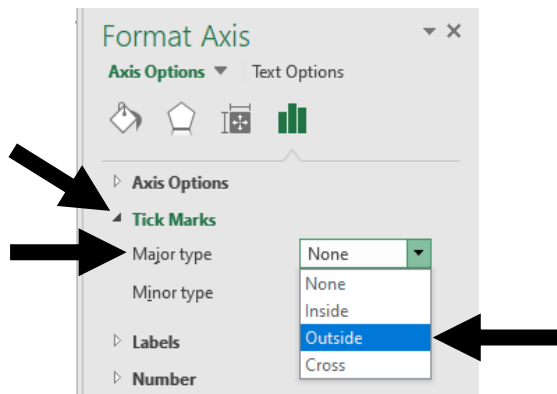 Format Axis
Axis Options Text Options
Axis Options
Tick Marks
Major type None
None
Minor type
Inside
Outside
Labels
Cross
Number